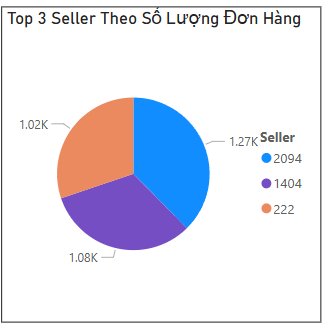 Top 3 Seller Theo Số Lượng Đơn Hàng
1.02K
1.27K
Seller
2094
1404
222
1.08K